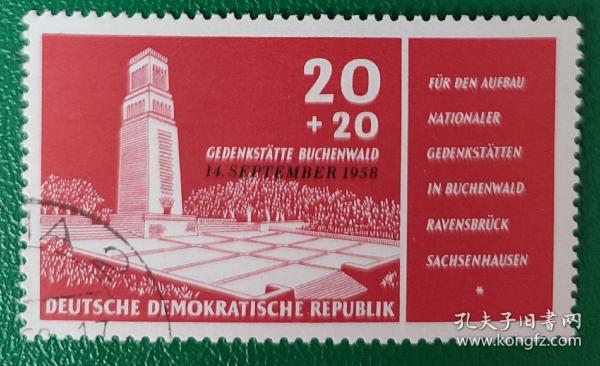 20
+ 20
GEDENKSTÄTTE BUCHENWALD
14. SEPTEMBER 1958
DEUTSCHE DEMOKRATISCHE REPUBLIK
FÜR DEN AUFBAU
NATIONALER
GEDENKSTÄTTEN
IN BUCHENWALD
RAVENSBRÜCK
SACHSENHAUSEN
*
孔夫子旧书网
www.kongfz.com